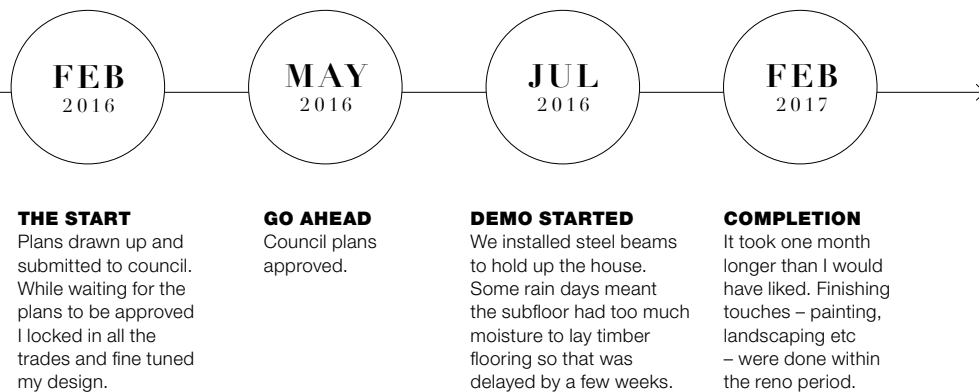 FEB
2016
MAY
2016
JUL
2016
FEB
2017
THE START
Plans drawn up and
submitted to council.
While waiting for the
plans to be approved
I locked in all the
trades and fine tuned
my design.
GO AHEAD
Council plans
approved.
DEMO STARTED
We installed steel beams
to hold up the house.
Some rain days meant
the subfloor had too much
moisture to lay timber
flooring so that was
delayed by a few weeks.
COMPLETION
It took one month
longer than I would
have liked. Finishing
touches – painting,
landscaping etc
– were done within
the reno period.